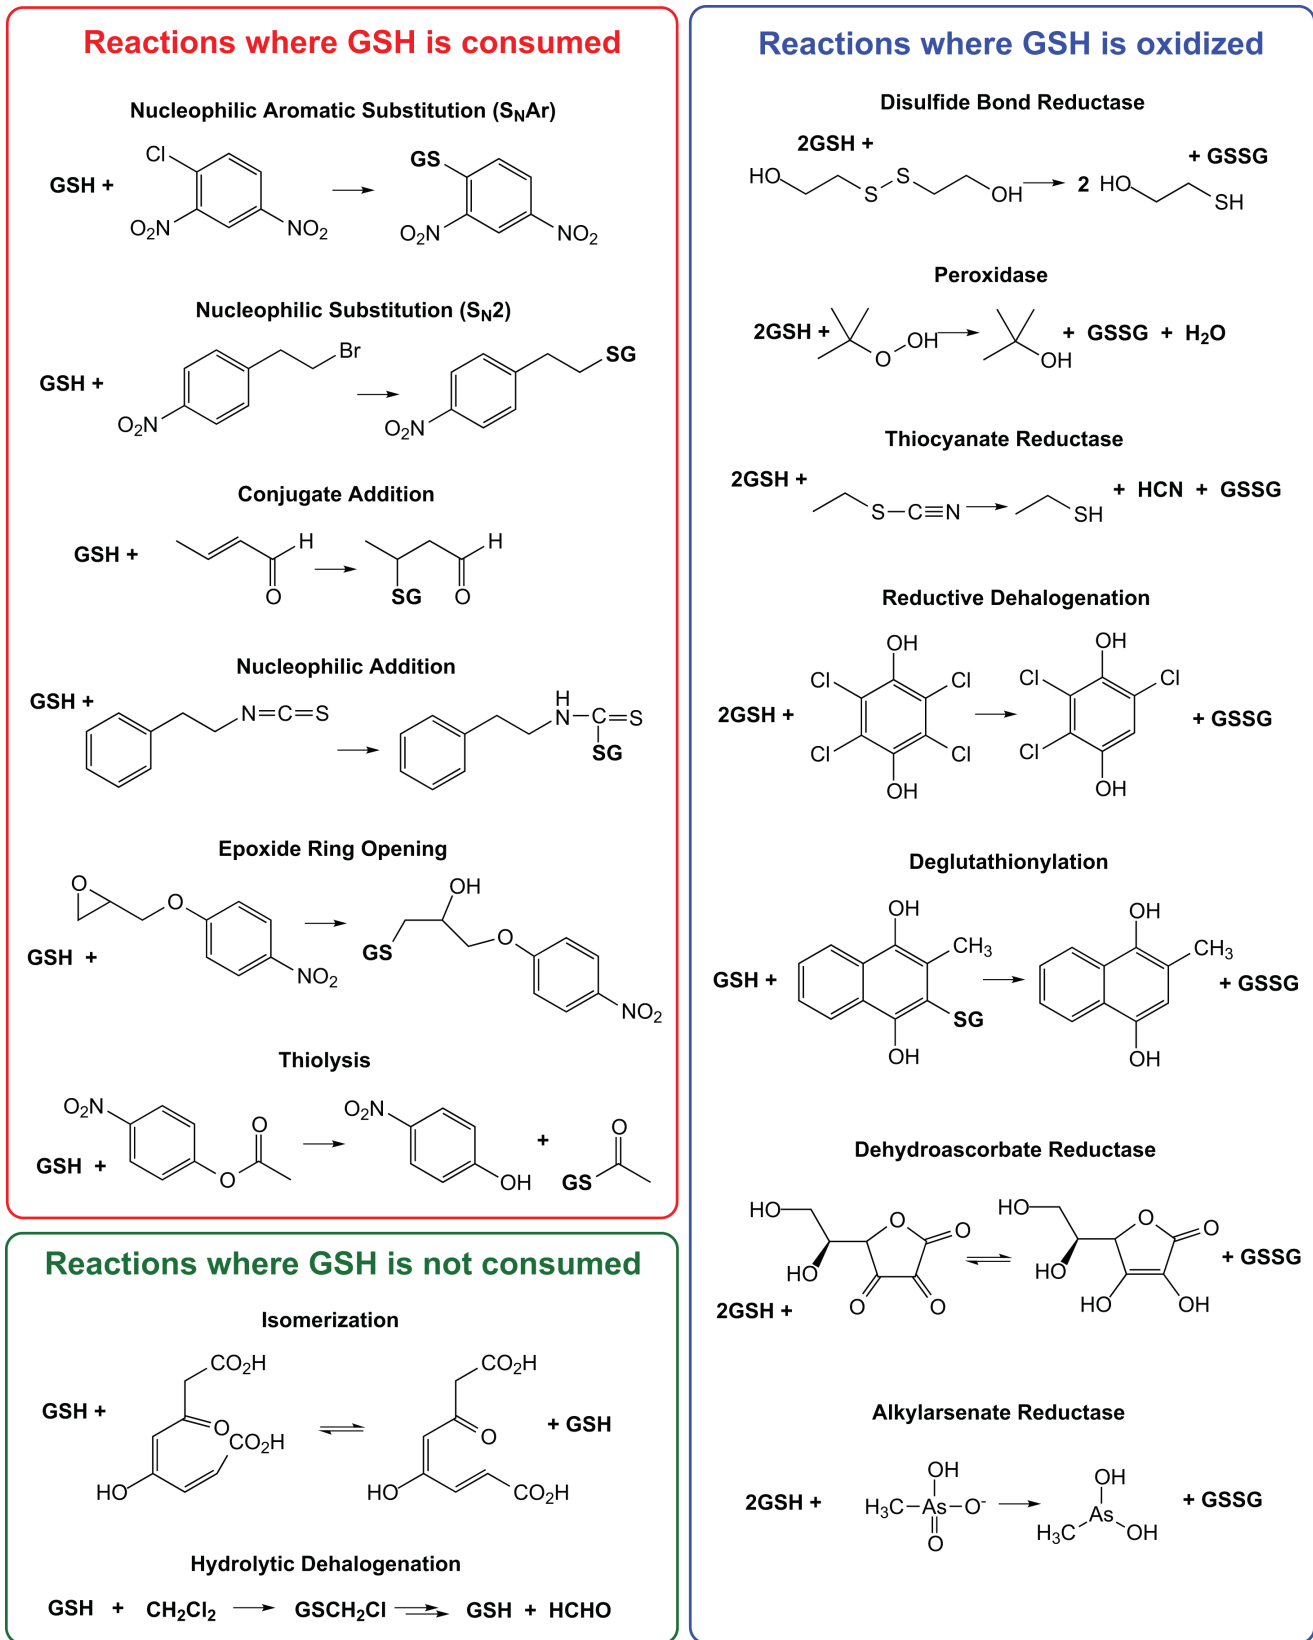 Reactions where GSH is consumed
Nucleophilic Aromatic Substitution (SNAr)
GSH +
Cl
O2N
NO2
GS
O2N
NO2
Nucleophilic Substitution (SN2)
GSH +
Br
O2N
SG
O2N
Conjugate Addition
GSH +
H
O
H
SG
O
Nucleophilic Addition
GSH +
N=C=S
H
N-C=S
SG
Epoxide Ring Opening
O
O
GSH +
NO2
OH
GS
O
NO2
Thiolysis
O2N
O
GSH +
O
O2N
OH
+
O
GS
Reactions where GSH is not consumed
Isomerization
GSH +
CO2H
O
CO2H
HO
CO2H
O
HO
CO2H
+ GSH
Hydrolytic Dehalogenation
GSH + CH2Cl2 → GSCH2Cl → GSH + HCHO
Reactions where GSH is oxidized
Disulfide Bond Reductase
2GSH +
HO
S
S
OH
2
HO
SH
+ GSSG
Peroxidase
2GSH +
O
OH
OH
+ GSSG + H2O
Thiocyanate Reductase
2GSH +
S-C≡N
SH
+ HCN + GSSG
Reductive Dehalogenation
2GSH +
OH
Cl
Cl
Cl
Cl
OH
OH
Cl
Cl
Cl
OH
+ GSSG
Deglutathionylation
GSH +
OH
CH3
SG
OH
OH
CH3
OH
+ GSSG
Dehydroascorbate Reductase
HO
O
O
HO
O
O
2GSH +
HO
O
O
HO
HO
OH
+ GSSG
Alkylarsenate Reductase
2GSH +
OH
H3C-As-O-
O
OH
As
H3C
OH
+ GSSG